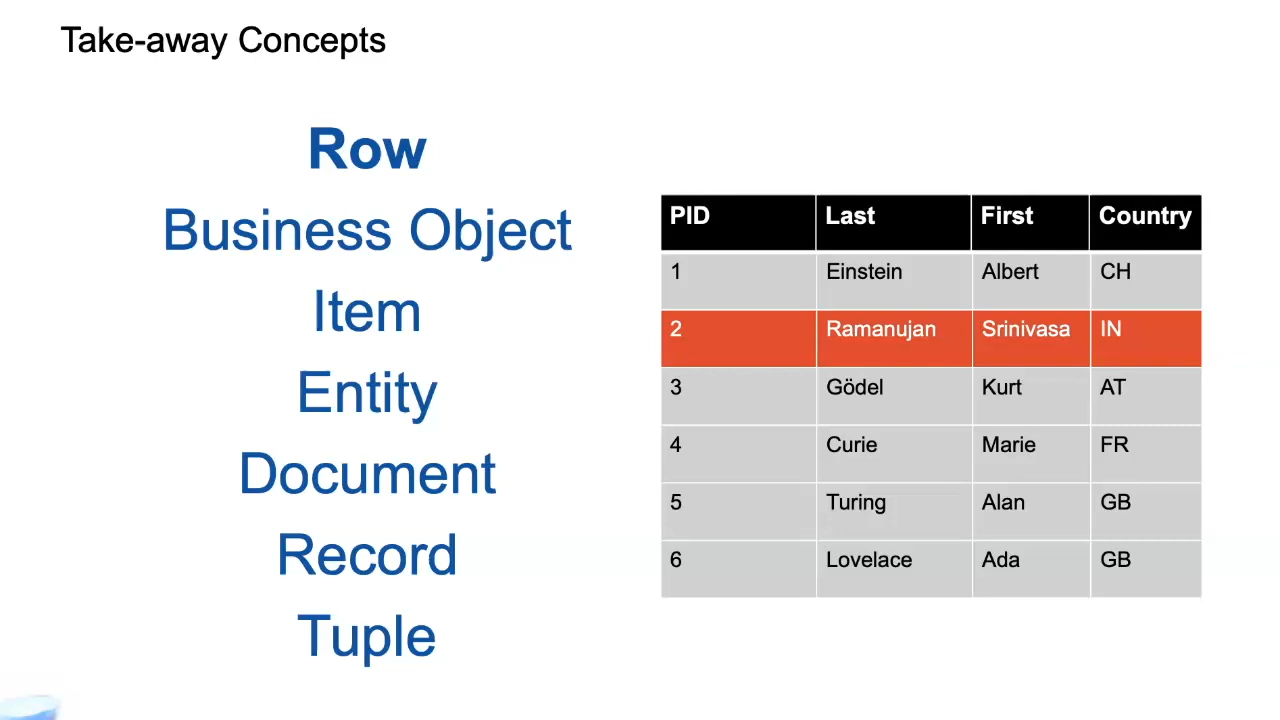 Take-away Concepts
Row
Business Object
Item
Entity
Document
Record
Tuple
PID Last First Country
1 Einstein Albert CH
2 Ramanujan Srinivasa IN
3 Gödel Kurt AT
4 Curie Marie FR
5 Turing Alan GB
6 Lovelace Ada GB